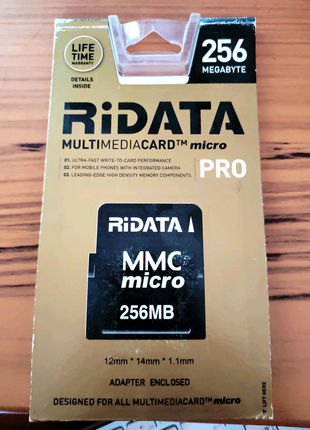 LIFE
TIME
WARRANTY
DETAILS
INSIDE
256
MEGABYTE
RiDATA
MULTIMEDIACARD™ micro
01. ULTRA-FAST WRITE-TO-CARD PERFORMANCE
02. FOR MOBILE PHONES WITH INTEGRATED CAMERA
03. LEADING-EDGE HIGH DENSITY MEMORY COMPONENTS
PRO
RiDATA
MMC
micro
256MB
12mm * 14mm * 1.1mm
ADAPTER ENCLOSED
DESIGNED FOR ALL MULTIMEDIACARD™ micro
LIFT HERE